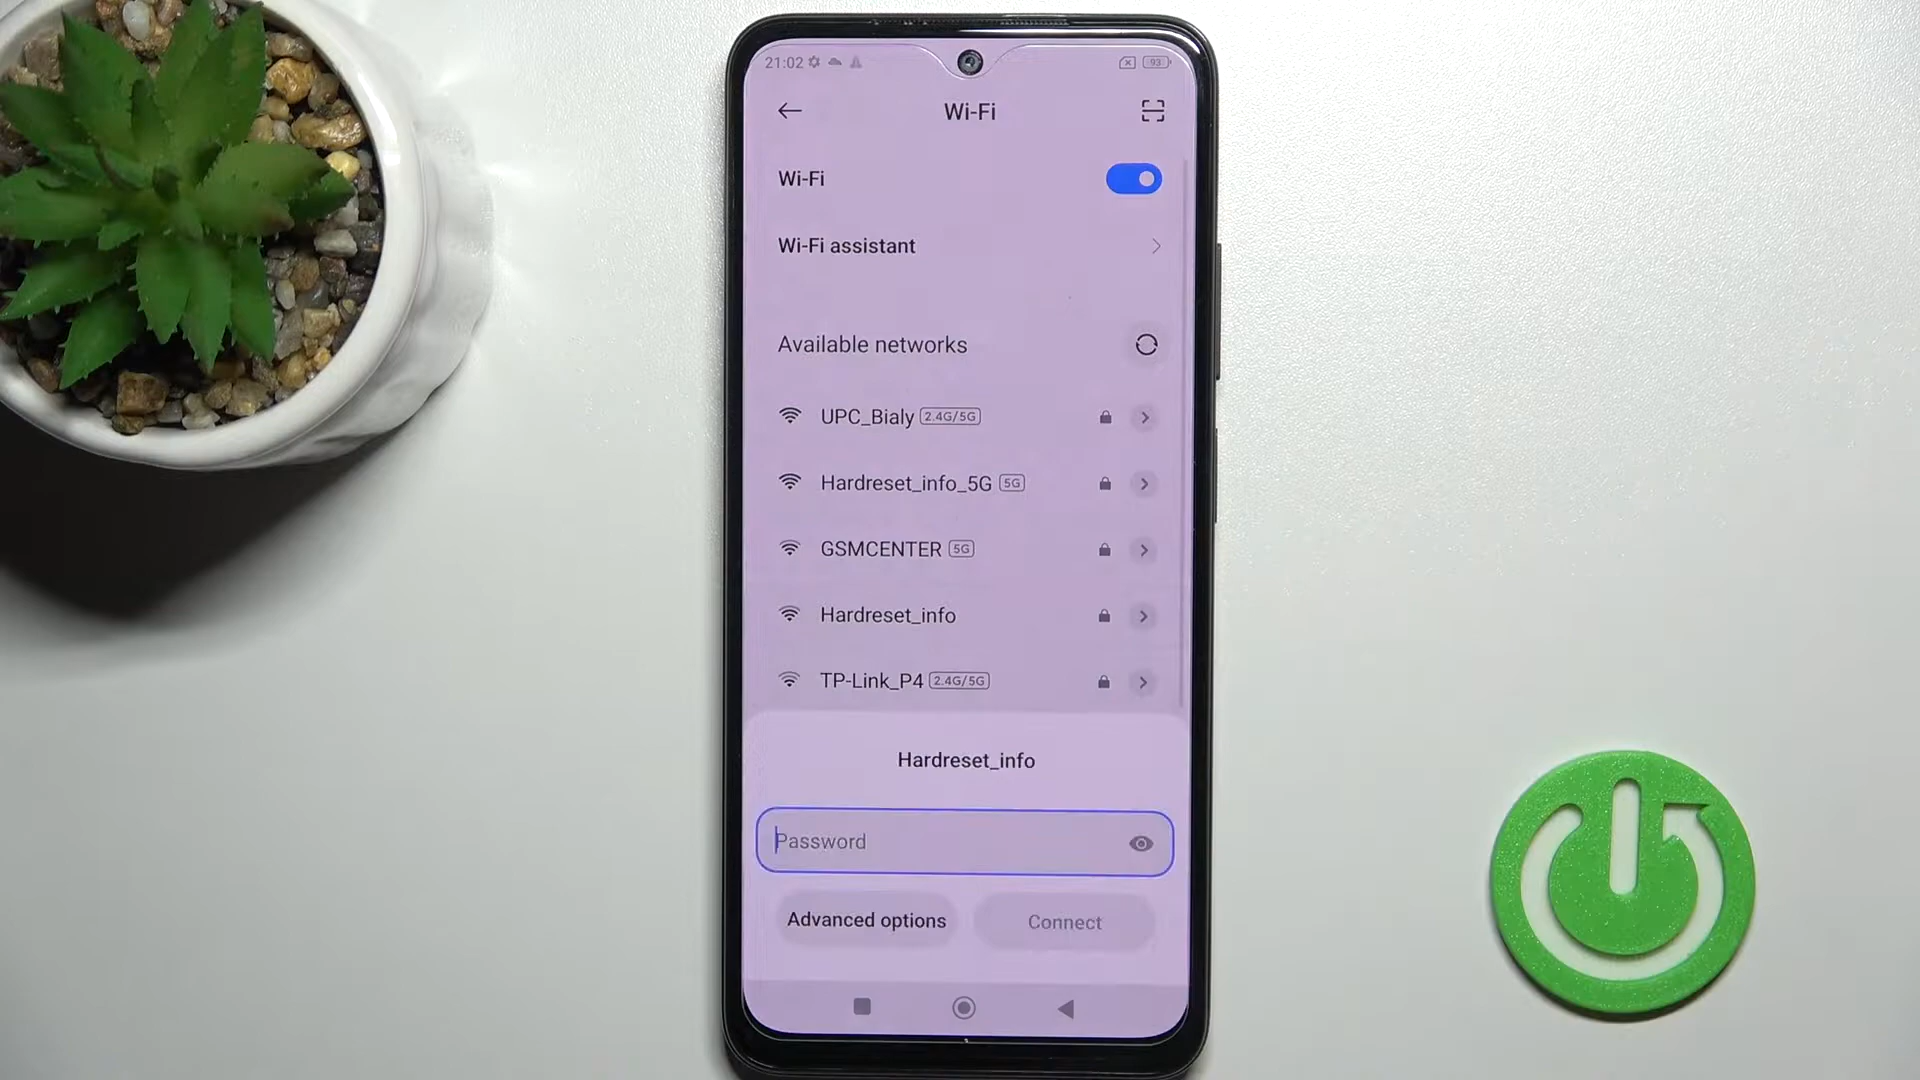 21:02 93
Wi-Fi
Wi-Fi
Wi-Fi assistant
Available networks
UPC_Bialy 2.4G/5G
Hardreset_info_5G 5G
GSMCENTER 5G
Hardreset_info
TP-Link_P4 2.4G/5G
Hardreset_info
Password
Advanced options Connect